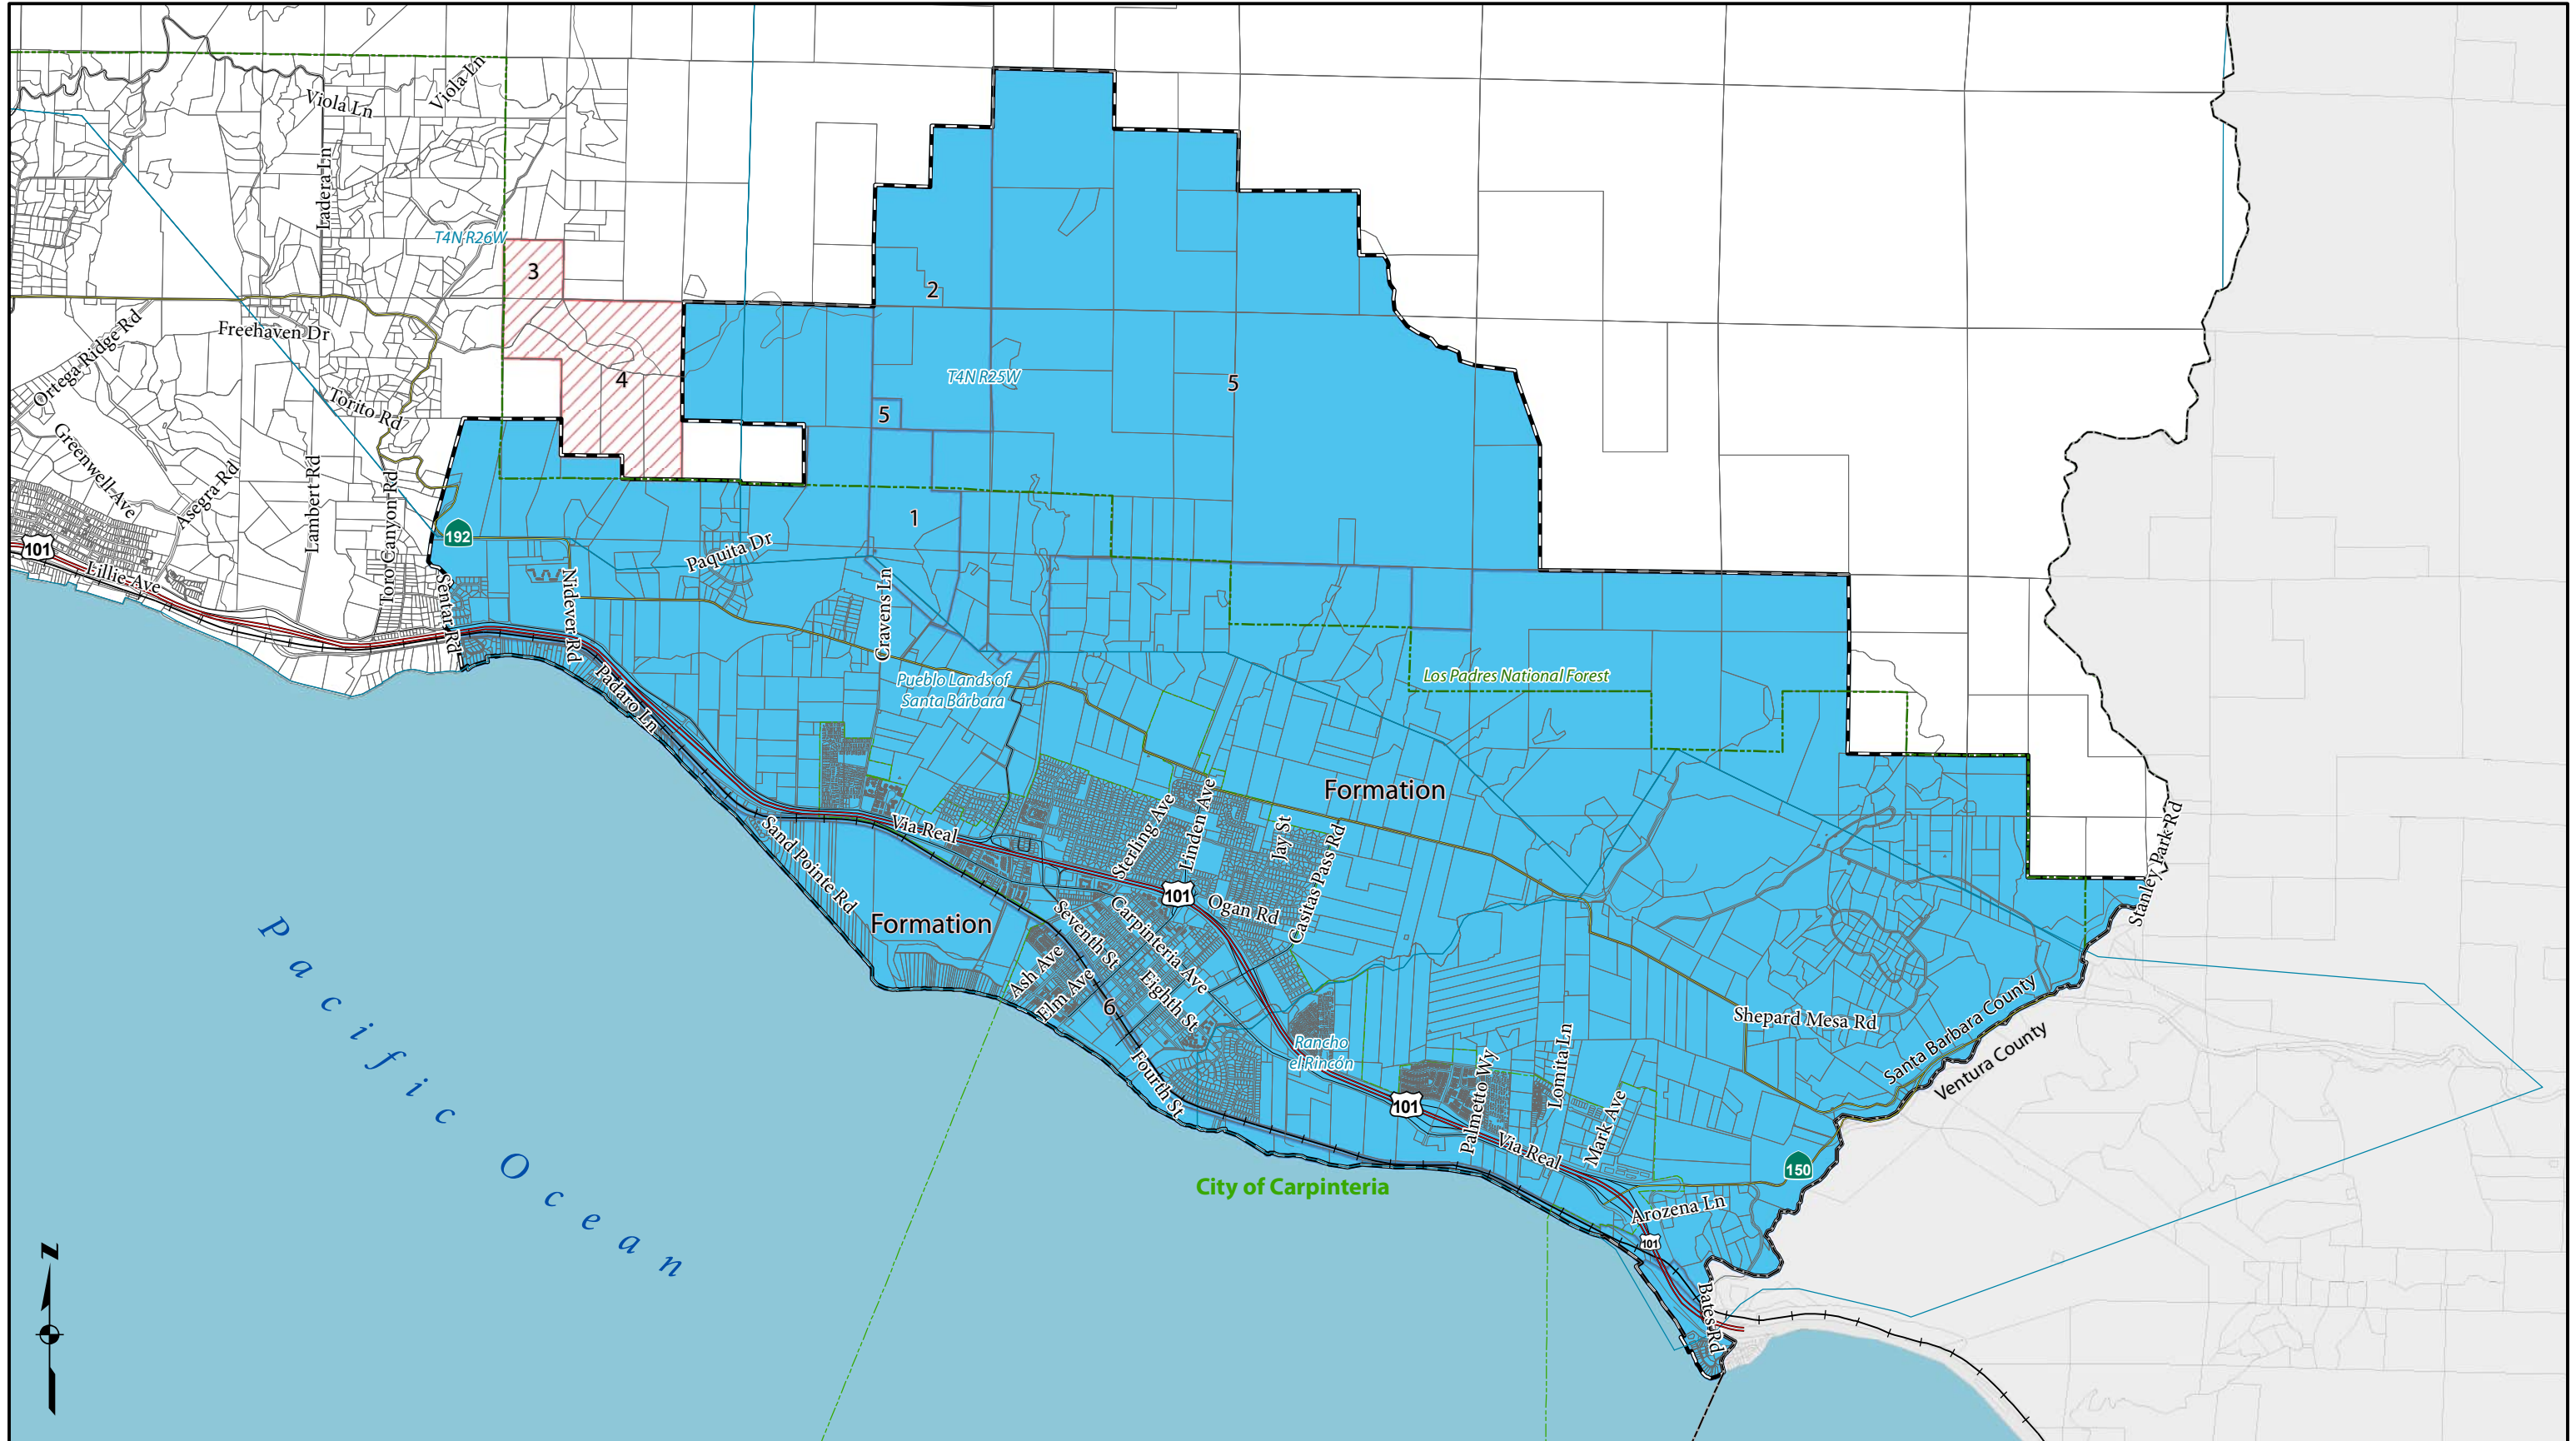 Viola Ln
Viola Ln
Ladera Ln
T4N R26W
3
2
Freehaven Dr
Ortega Ridge Rd
4
T4N R25W
5
Torito Rd
5
Greenwell Ave
Asegra Rd
Lambert Rd
Toro Canyon Rd
192
1
101
Lillie Ave
Paquita Dr
Sentar Rd
Nidever Rd
Cravens Ln
Padaro Ln
Pueblo Lands of
Santa Bárbara
Los Padres National Forest
Formation
Via Real
Sterling Ave
Linden Ave
Jay St
Casitas Pass Rd
Sand Pointe Rd
Stanley Park Rd
101
Ogan Rd
Formation
Seventh St
Carpinteria Ave
Ash Ave
Elm Ave
Eighth St
6
Shepard Mesa Rd
Santa Barbara County
Ventura County
Rancho
el Rincón
Fourth St
Palmetto Wy
Lomita Ln
Mark Ave
101
Via Real
150
City of Carpinteria
Arozena Ln
101
Bates Rd
Pacific Ocean
N